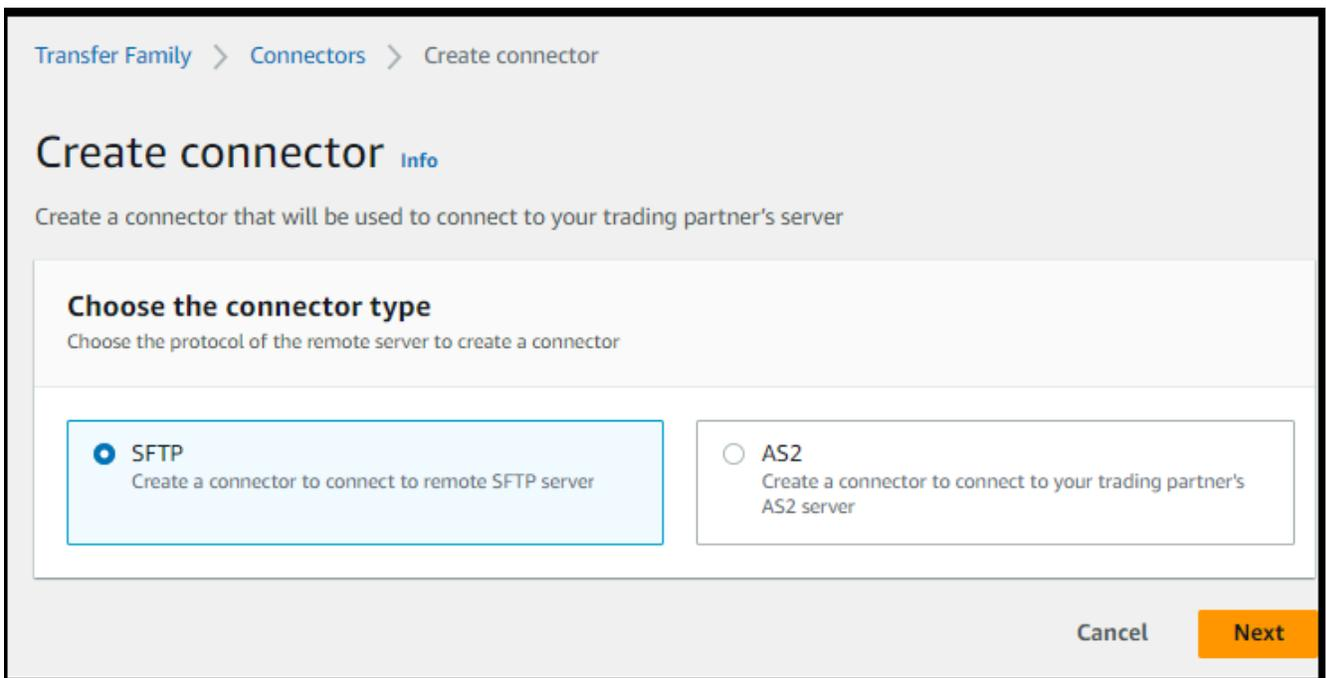 Transfer Family > Connectors > Create connector
Create connector Info
Create a connector that will be used to connect to your trading partner's server
Choose the connector type
Choose the protocol of the remote server to create a connector
SFTP
Create a connector to connect to remote SFTP server
AS2
Create a connector to connect to your trading partner's
AS2 server
Cancel Next